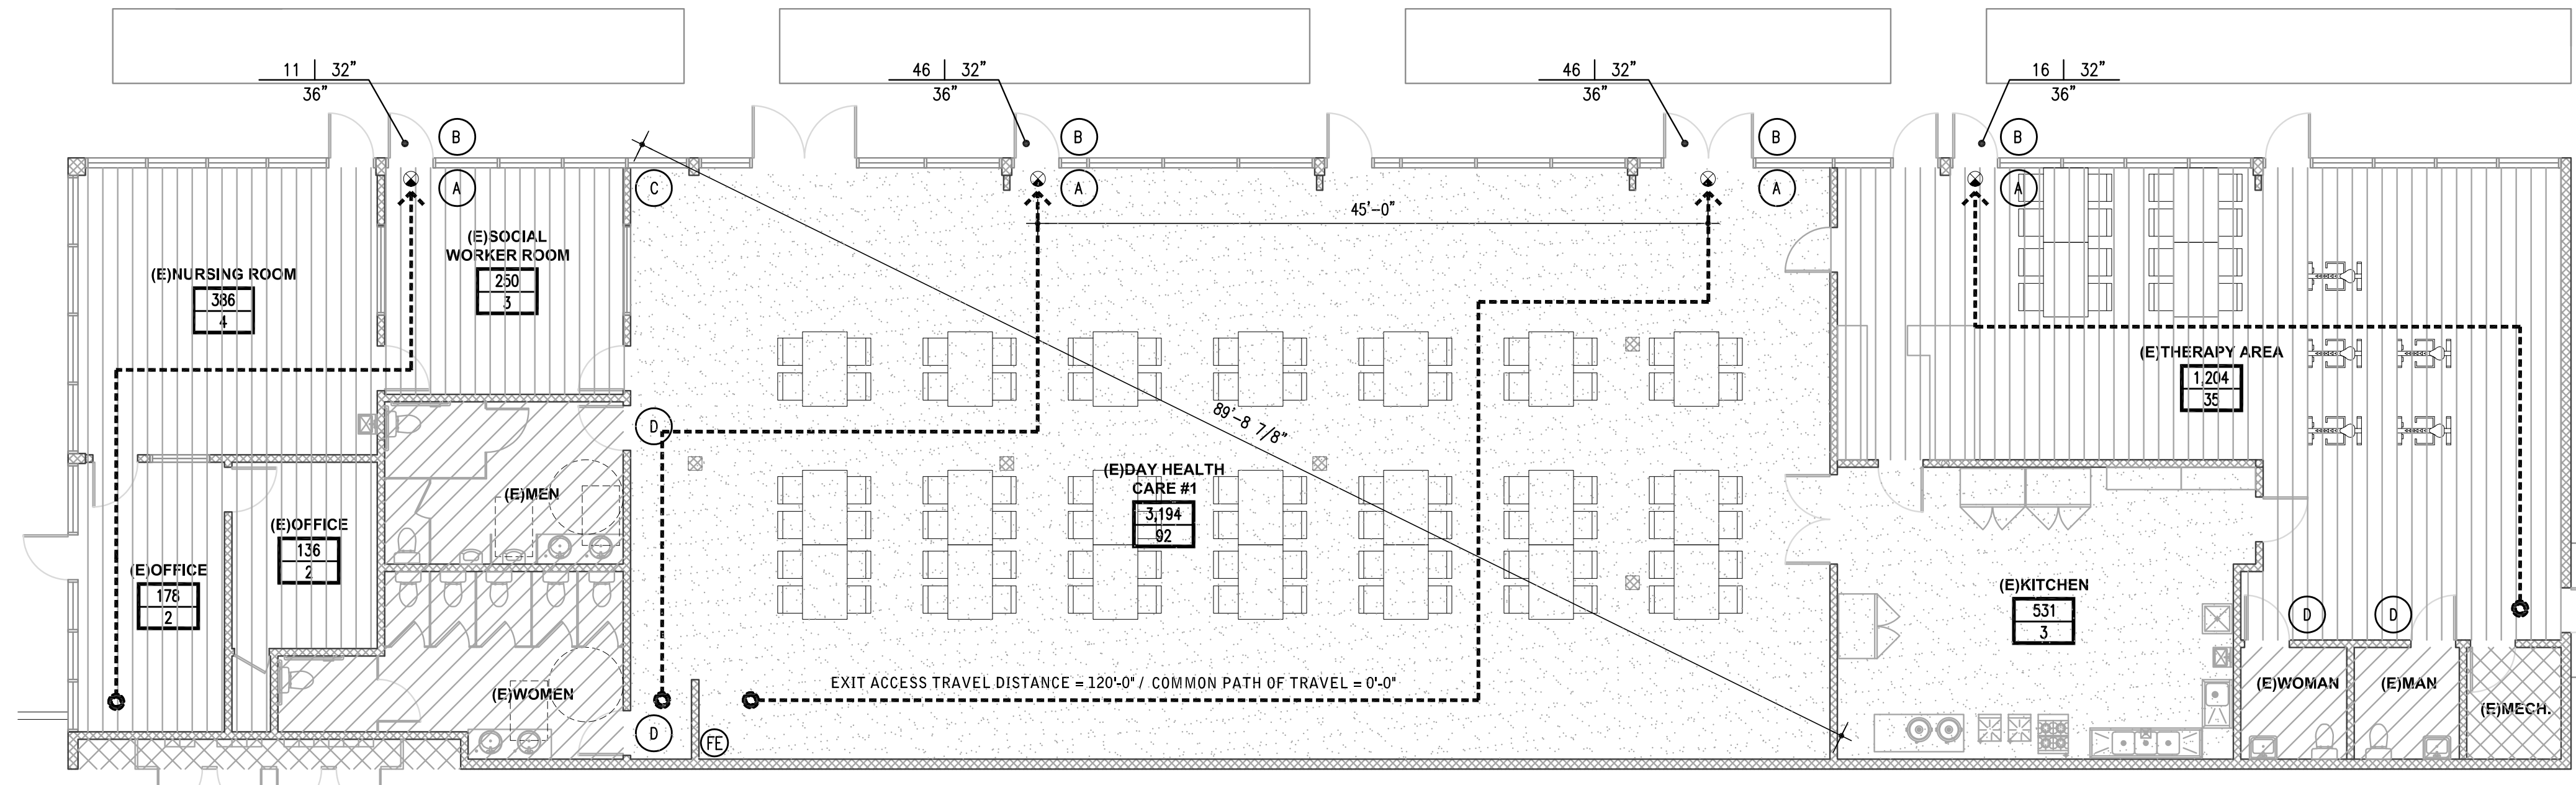 11 | 32"
36"
46 | 32"
36"
46 | 32"
36"
16 | 32"
36"
B
B
B
B
A
C
A
A
A
45'-0"
(E)SOCIAL
WORKER ROOM
250
3
(E)NURSING ROOM
386
4
(E)THERAPY AREA
1,204
35
89'-8 7/8"
D
(E)DAY HEALTH
CARE #1
3,194
92
(E)MEN
(E)OFFICE
136
2
(E)OFFICE
178
2
(E)KITCHEN
531
3
D
D
EXIT ACCESS TRAVEL DISTANCE = 120'-0" / COMMON PATH OF TRAVEL = 0'-0"
(E)WOMEN
(E)WOMAN
(E)MAN
(E)MECH.
D
FE